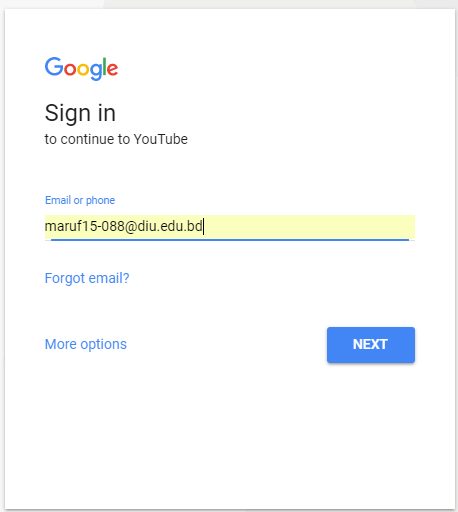 Google
Sign in
to continue to YouTube
Email or phone
maruf15-088@diu.edu.bd
Forgot email?
More options
NEXT